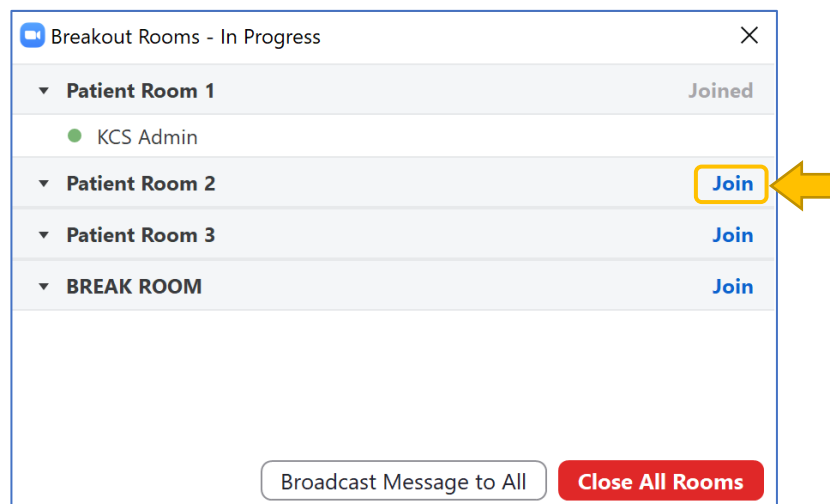 Breakout Rooms - In Progress
Patient Room 1 Joined
KCS Admin
Patient Room 2 Join
Patient Room 3 Join
BREAK ROOM Join
Broadcast Message to All Close All Rooms